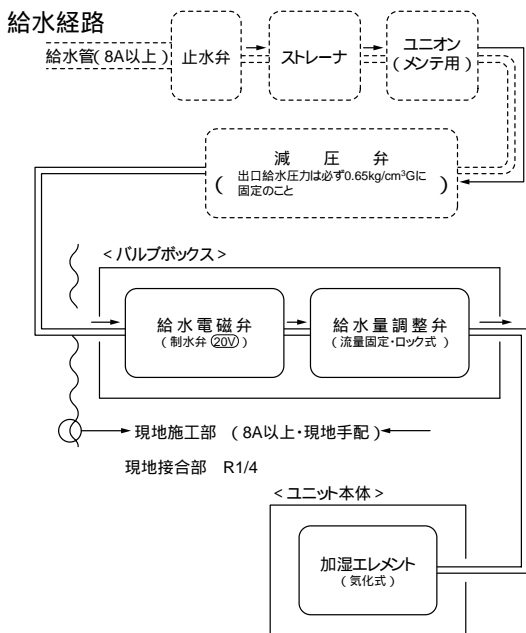 給水経路
給水管(8A以上)
止水弁
ストレーナ
ユニオン
(メンテ用)
減圧弁
(出口給水圧力は必ず0.65kg/cm³Gに
固定のこと)
<バルブボックス>
給水電磁弁
(制水弁 20V)
給水量調整弁
(流量固定・ロック式)
現地施工部 (8A以上・現地手配)
現地接合部 R1/4
<ユニット本体>
加湿エレメント
(気化式)